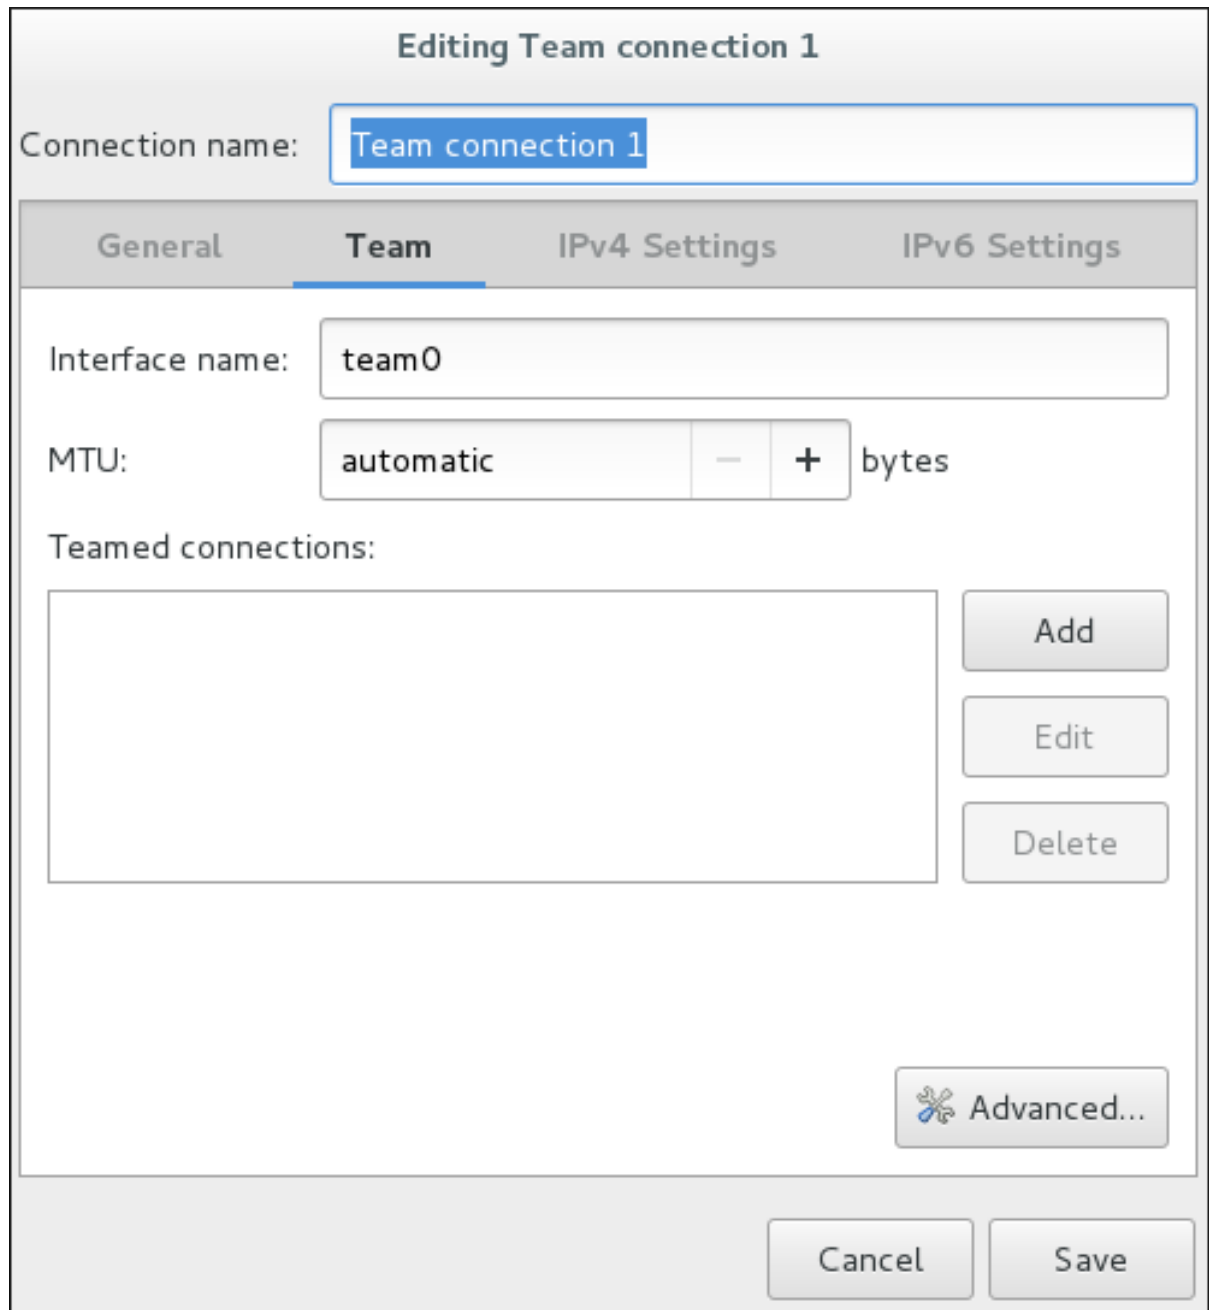 Editing Team connection 1
Connection name: Team connection 1
General Team IPv4 Settings IPv6 Settings
Interface name: team0
MTU: automatic − + bytes
Teamed connections:
Add
Edit
Delete
Advanced...
Cancel Save